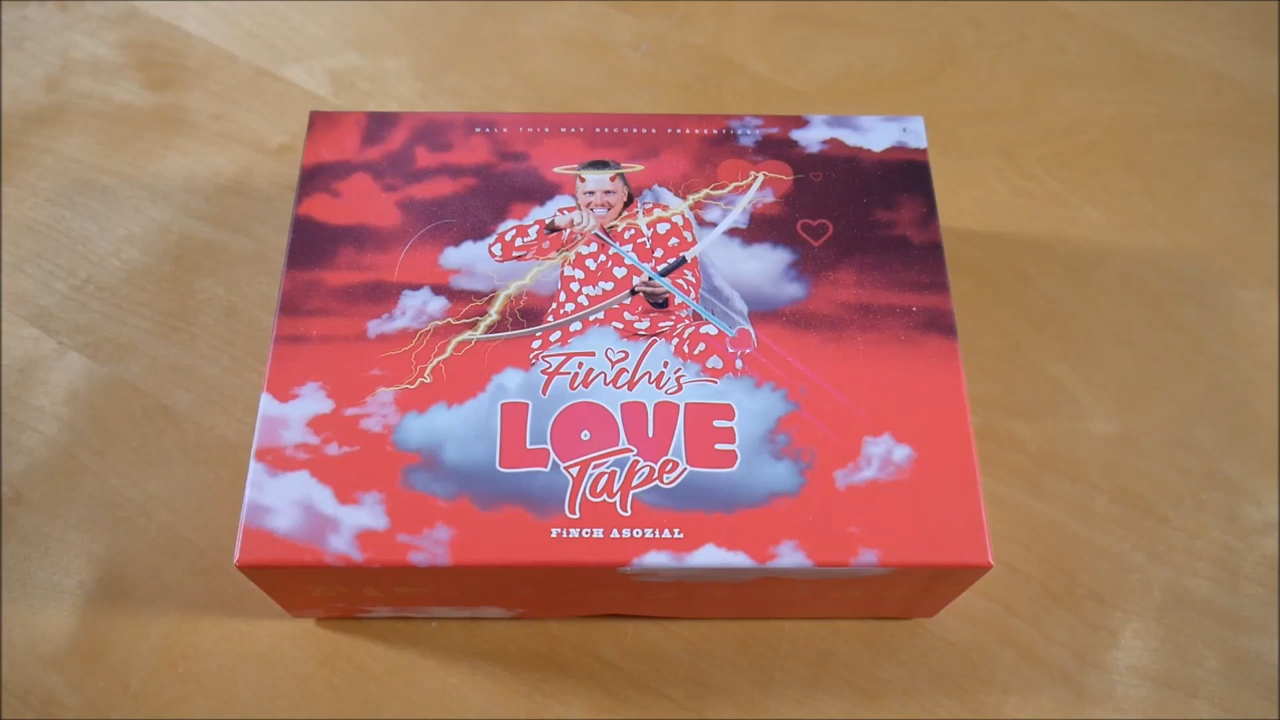 WALK THIS WAY RECORDS PRÄSENTIERT
Finchi's
LOVE
Tape
FiNCH ASOZiAL